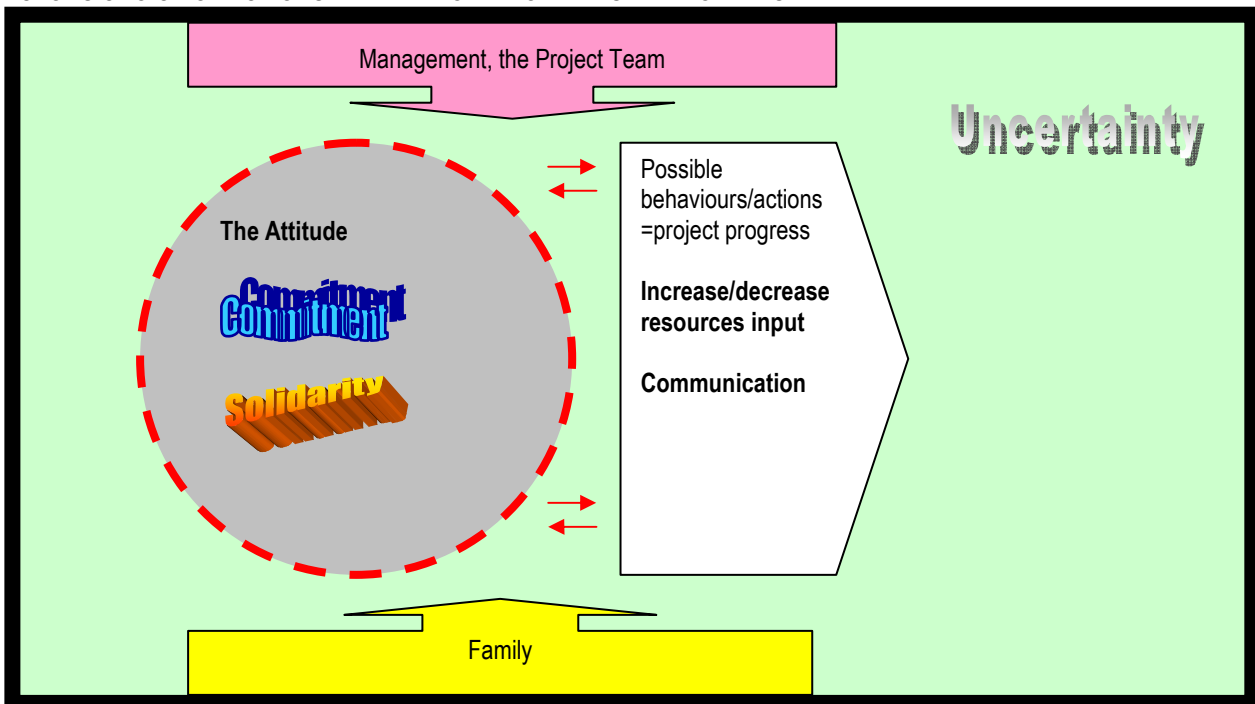 Management, the Project Team
Uncertainty
The Attitude
Commitment
Solidarity
Possible
behaviours/actions
=project progress
Increase/decrease
resources input
Communication
Family